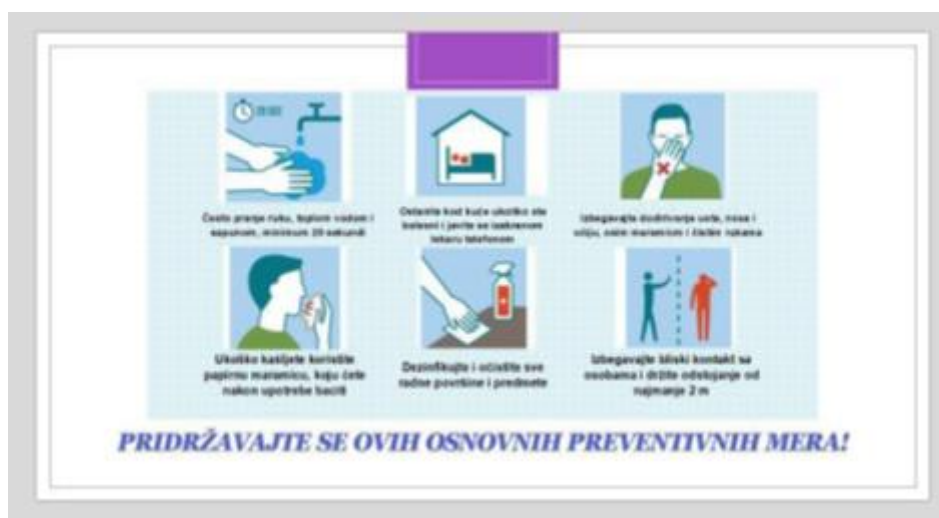 Često pranje ruku, toplom vodom i
sapunom, minimum 20 sekundi
Ostanite kod kuće ukoliko ste
bolesni i javite se izabranom
lekaru telefonom
Izbegavajte dodirivanje usta, nosa i
očiju, osim maramicom i čistim rukama
Ukoliko kašljete koristite
papirnu maramicu, koju ćete
nakon upotrebe baciti
Dezinfikujte i očistite sve
radne površine i predmete
Izbegavajte bliski kontakt sa
osobama i držite odstojanje od
najmanje 2 m
PRIDRŽAVAJTE SE OVIH OSNOVNIH PREVENTIVNIH MERA!